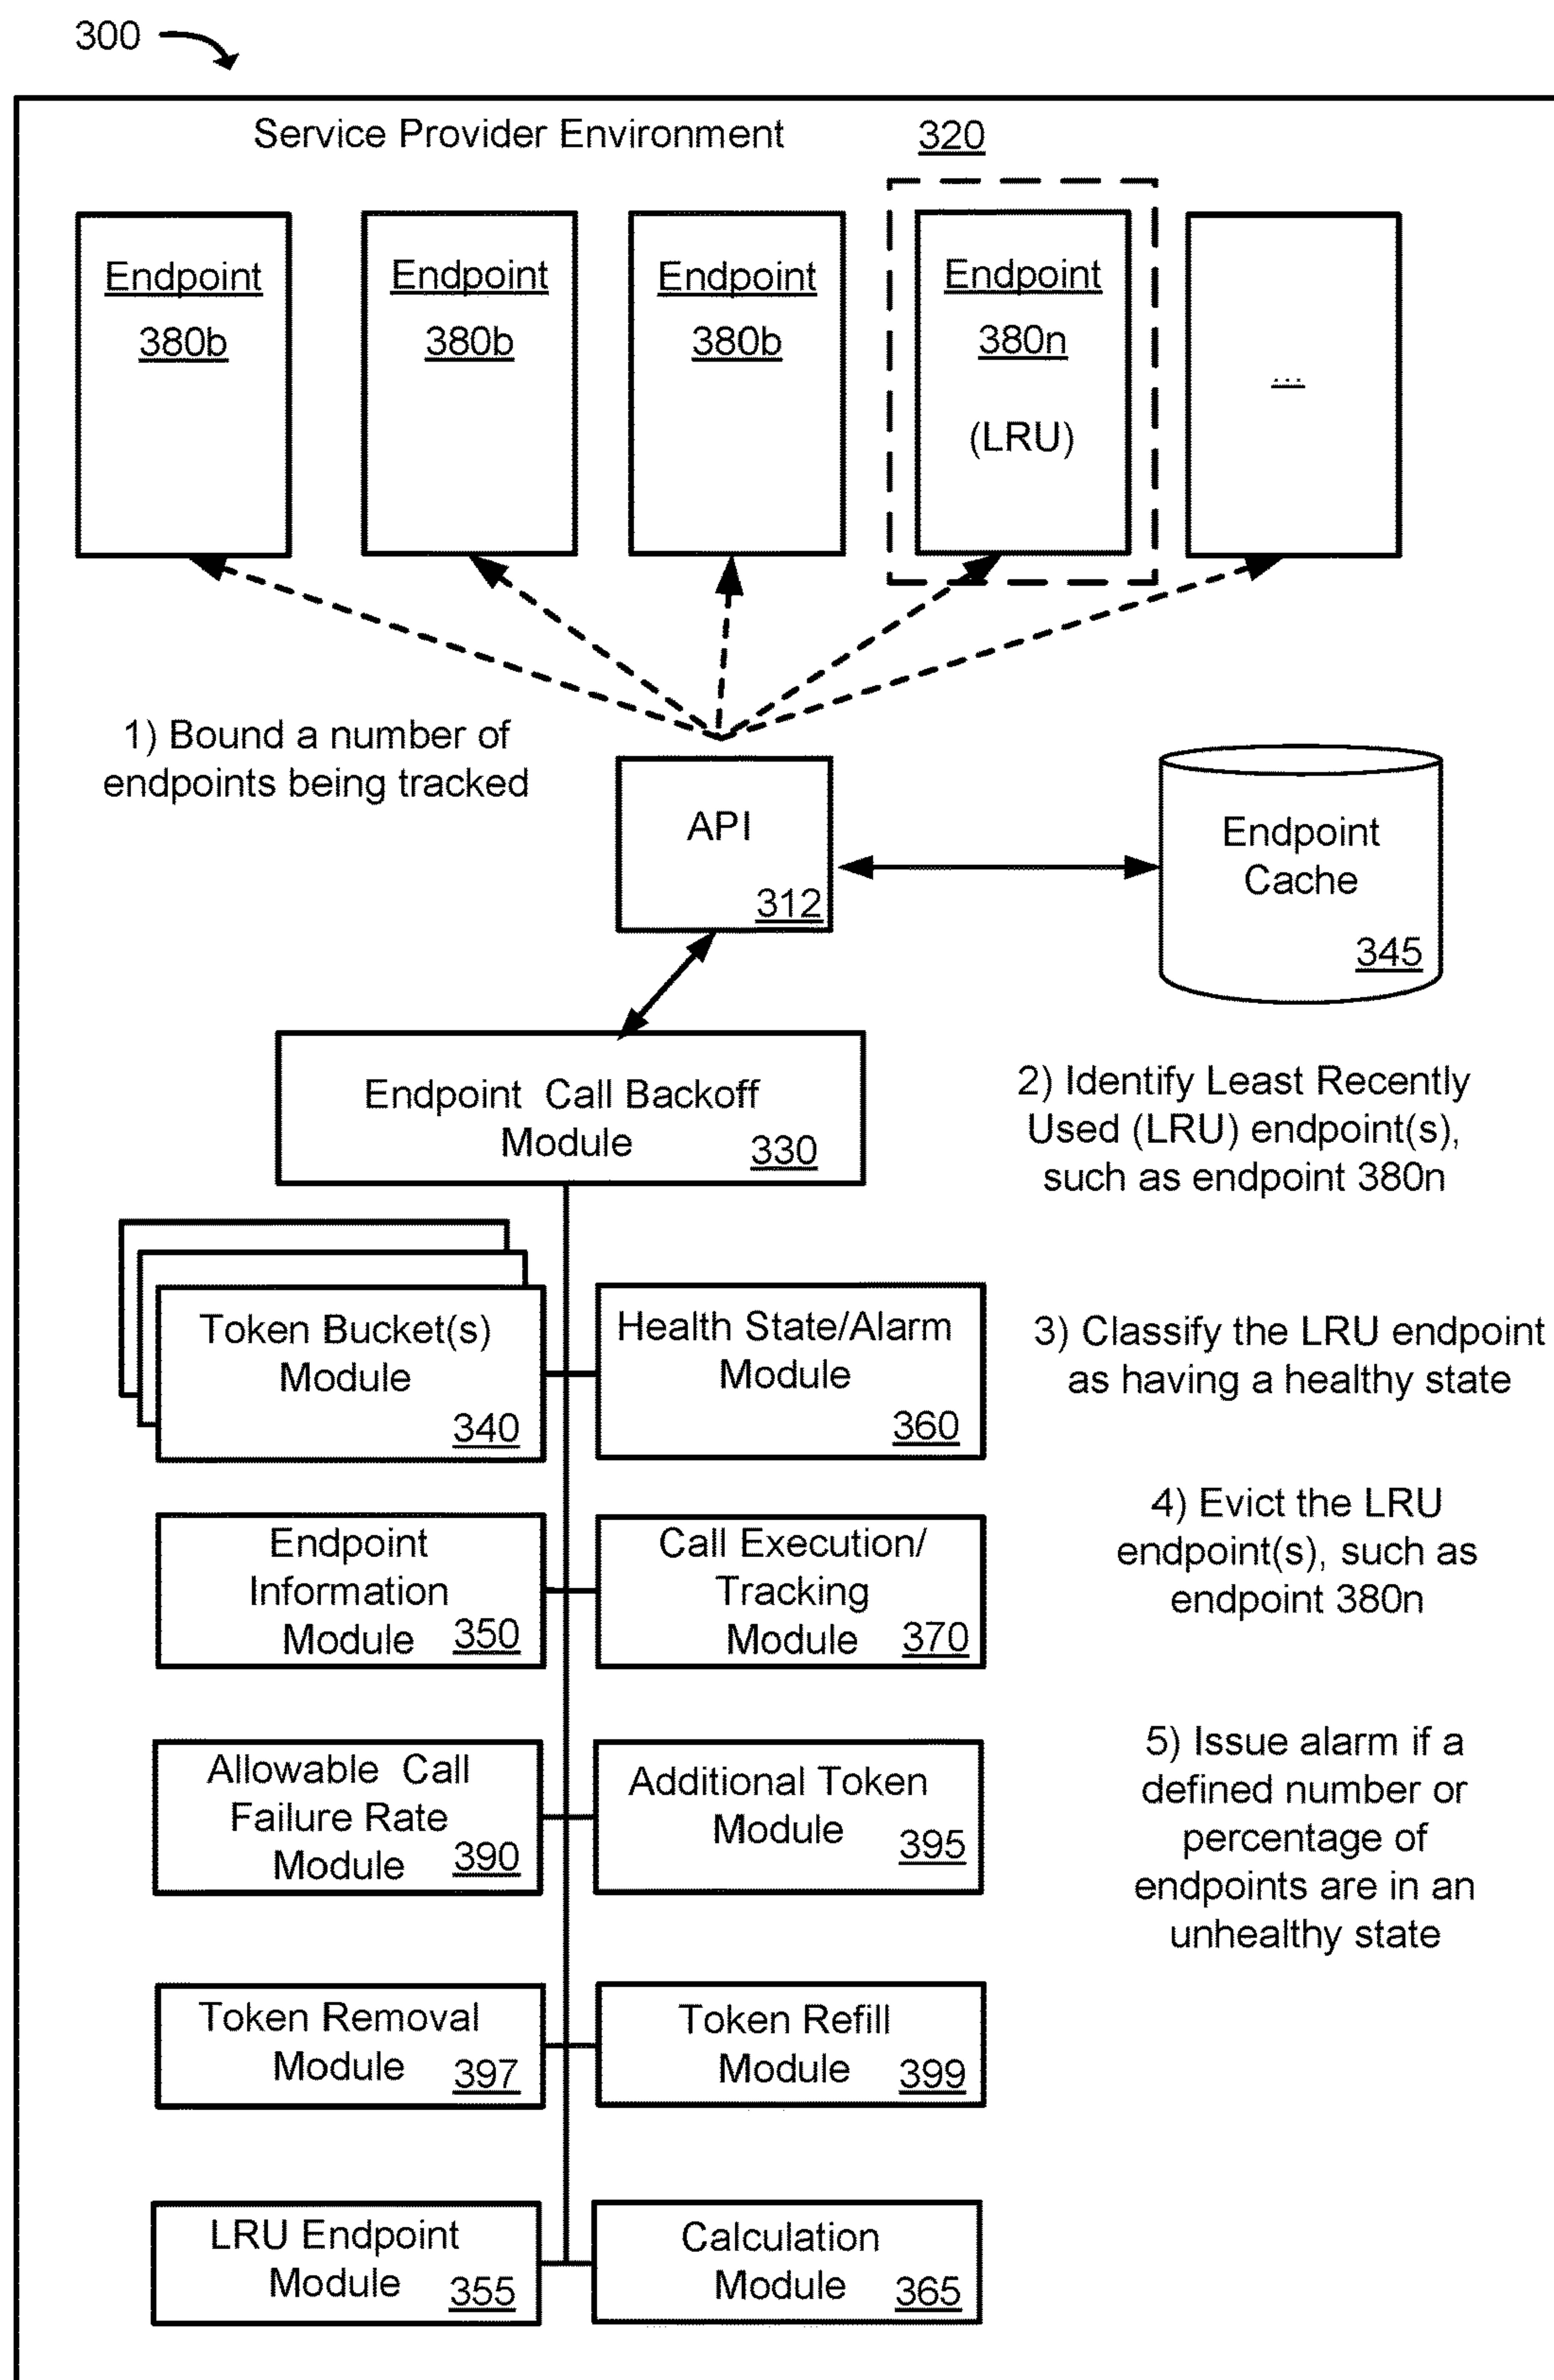 300
Service Provider Environment
320
Endpoint
380b
Endpoint
380b
Endpoint
380b
Endpoint
380n
(LRU)
...
1) Bound a number of
endpoints being tracked
API
312
Endpoint
Cache
345
Endpoint Call Backoff
Module
330
2) Identify Least Recently
Used (LRU) endpoint(s),
such as endpoint 380n
Token Bucket(s)
Module
340
Health State/Alarm
Module
360
3) Classify the LRU endpoint
as having a healthy state
Endpoint
Information
Module
350
Call Execution/
Tracking
Module
370
4) Evict the LRU
endpoint(s), such as
endpoint 380n
Allowable Call
Failure Rate
Module
390
Additional Token
Module
395
5) Issue alarm if a
defined number or
percentage of
endpoints are in an
unhealthy state
Token Removal
Module
397
Token Refill
Module
399
LRU Endpoint
Module
355
Calculation
Module
365